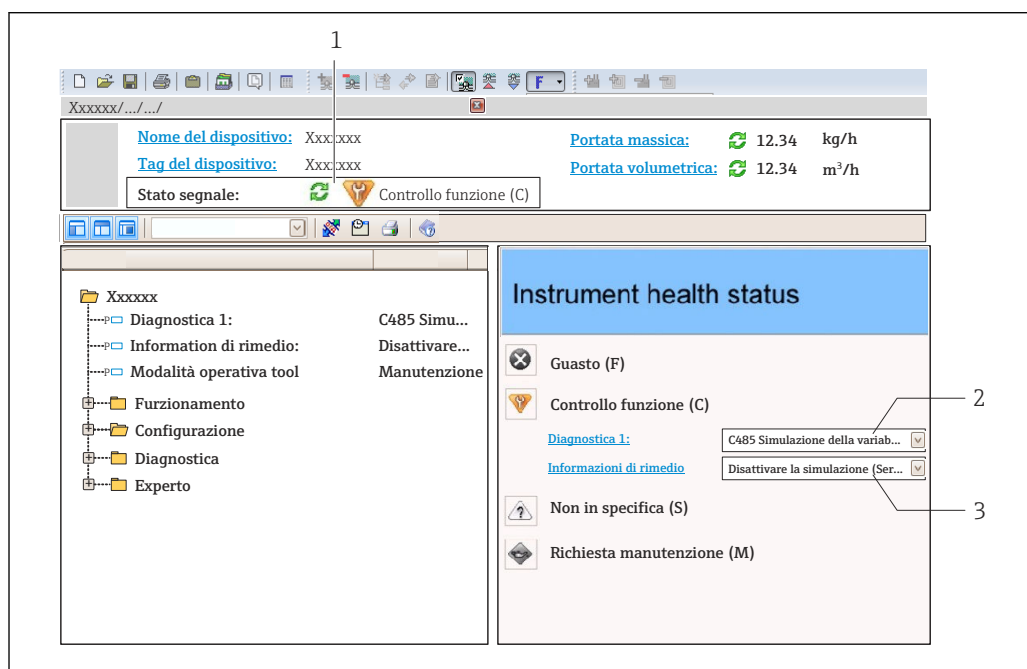 1
F
Xxxxxx/.../.../
Nome del dispositivo: Xxxxxxx Portata massica: 12.34 kg/h
Tag del dispositivo: Xxxxxxx Portata volumetrica: 12.34 m³/h
Stato segnale: Controllo funzione (C)
Xxxxxx
P Diagnostica 1: C485 Simu...
P Information di rimedio: Disattivare...
P Modalità operativa tool Manutenzione
Furzionamento
Configurazione
Diagnostica
Experto
Instrument health status
Guasto (F)
Controllo funzione (C)
2
Diagnostica 1: C485 Simulazione della variab...
Informazioni di rimedio Disattivare la simulazione (Ser...
3
Non in specifica (S)
Richiesta manutenzione (M)